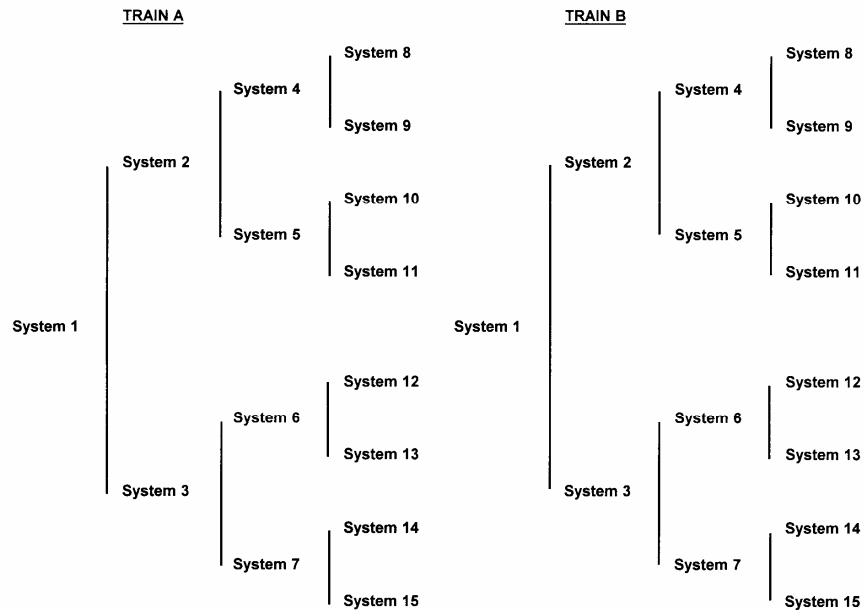 TRAIN A
TRAIN B
System 8
System 8
System 4
System 4
System 9
System 9
System 2
System 2
System 10
System 10
System 5
System 5
System 11
System 11
System 1
System 1
System 12
System 12
System 6
System 6
System 13
System 13
System 3
System 3
System 14
System 14
System 7
System 7
System 15
System 15